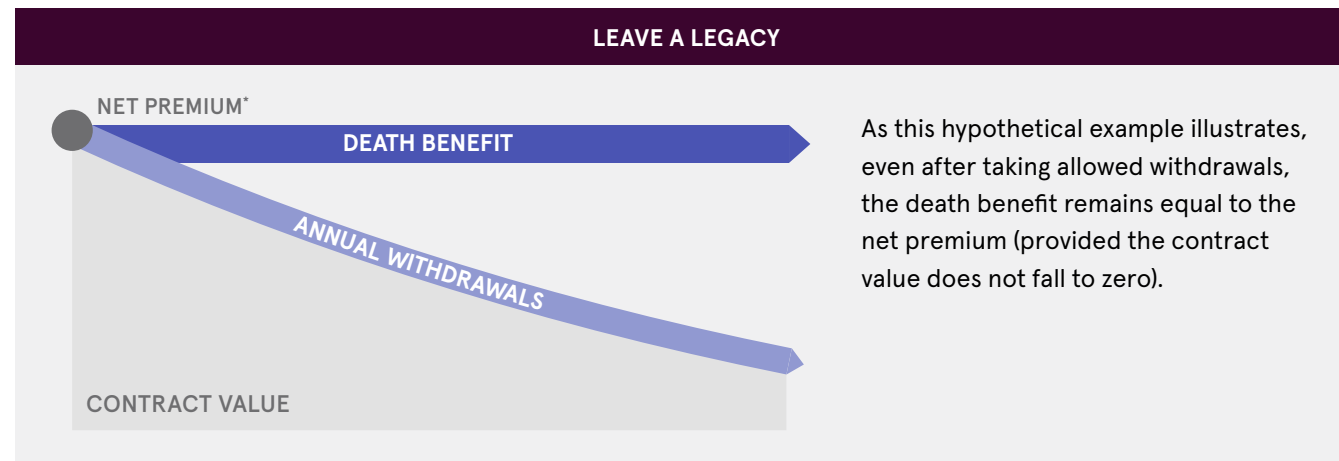 LEAVE A LEGACY
NET PREMIUM*
DEATH BENEFIT
ANNUAL WITHDRAWALS
CONTRACT VALUE
As this hypothetical example illustrates,
even after taking allowed withdrawals,
the death benefit remains equal to the
net premium (provided the contract
value does not fall to zero).